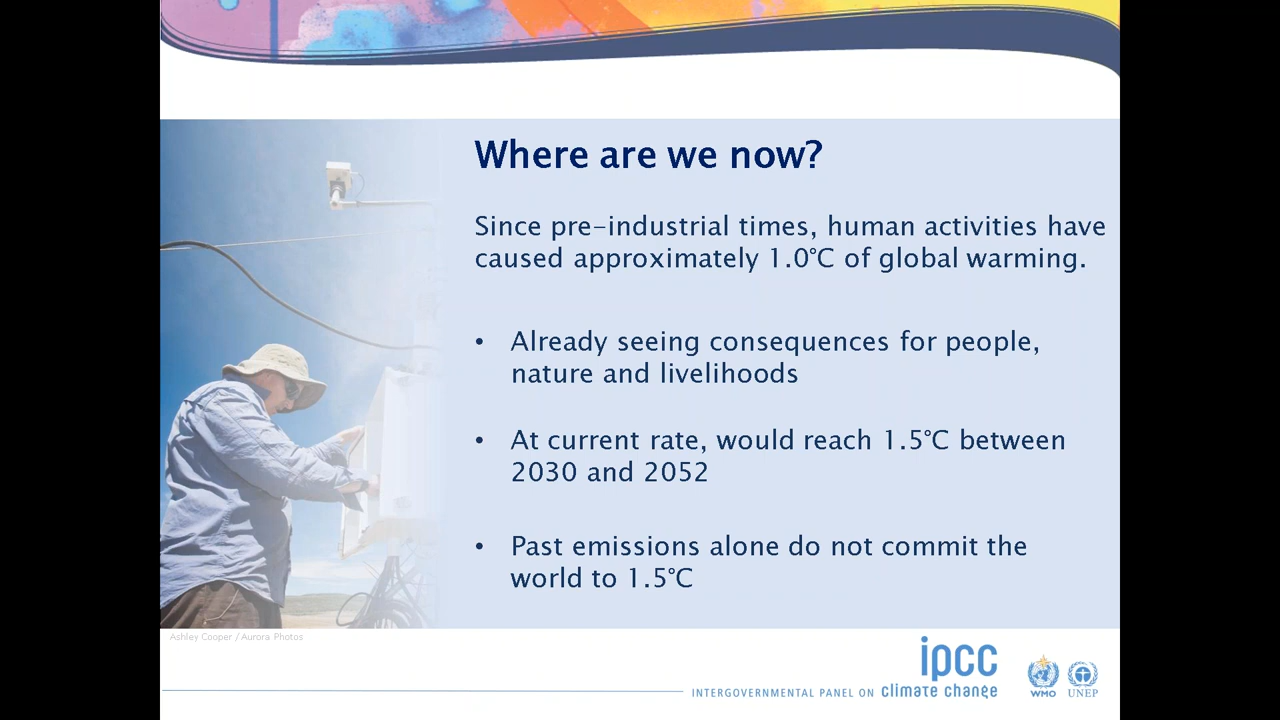 Where are we now?
Since pre-industrial times, human activities have
caused approximately 1.0°C of global warming.
• Already seeing consequences for people,
nature and livelihoods
• At current rate, would reach 1.5°C between
2030 and 2052
• Past emissions alone do not commit the
world to 1.5°C
Ashley Cooper / Aurora Photos
ipcc
INTERGOVERNMENTAL PANEL ON climate change
WMO UNEP